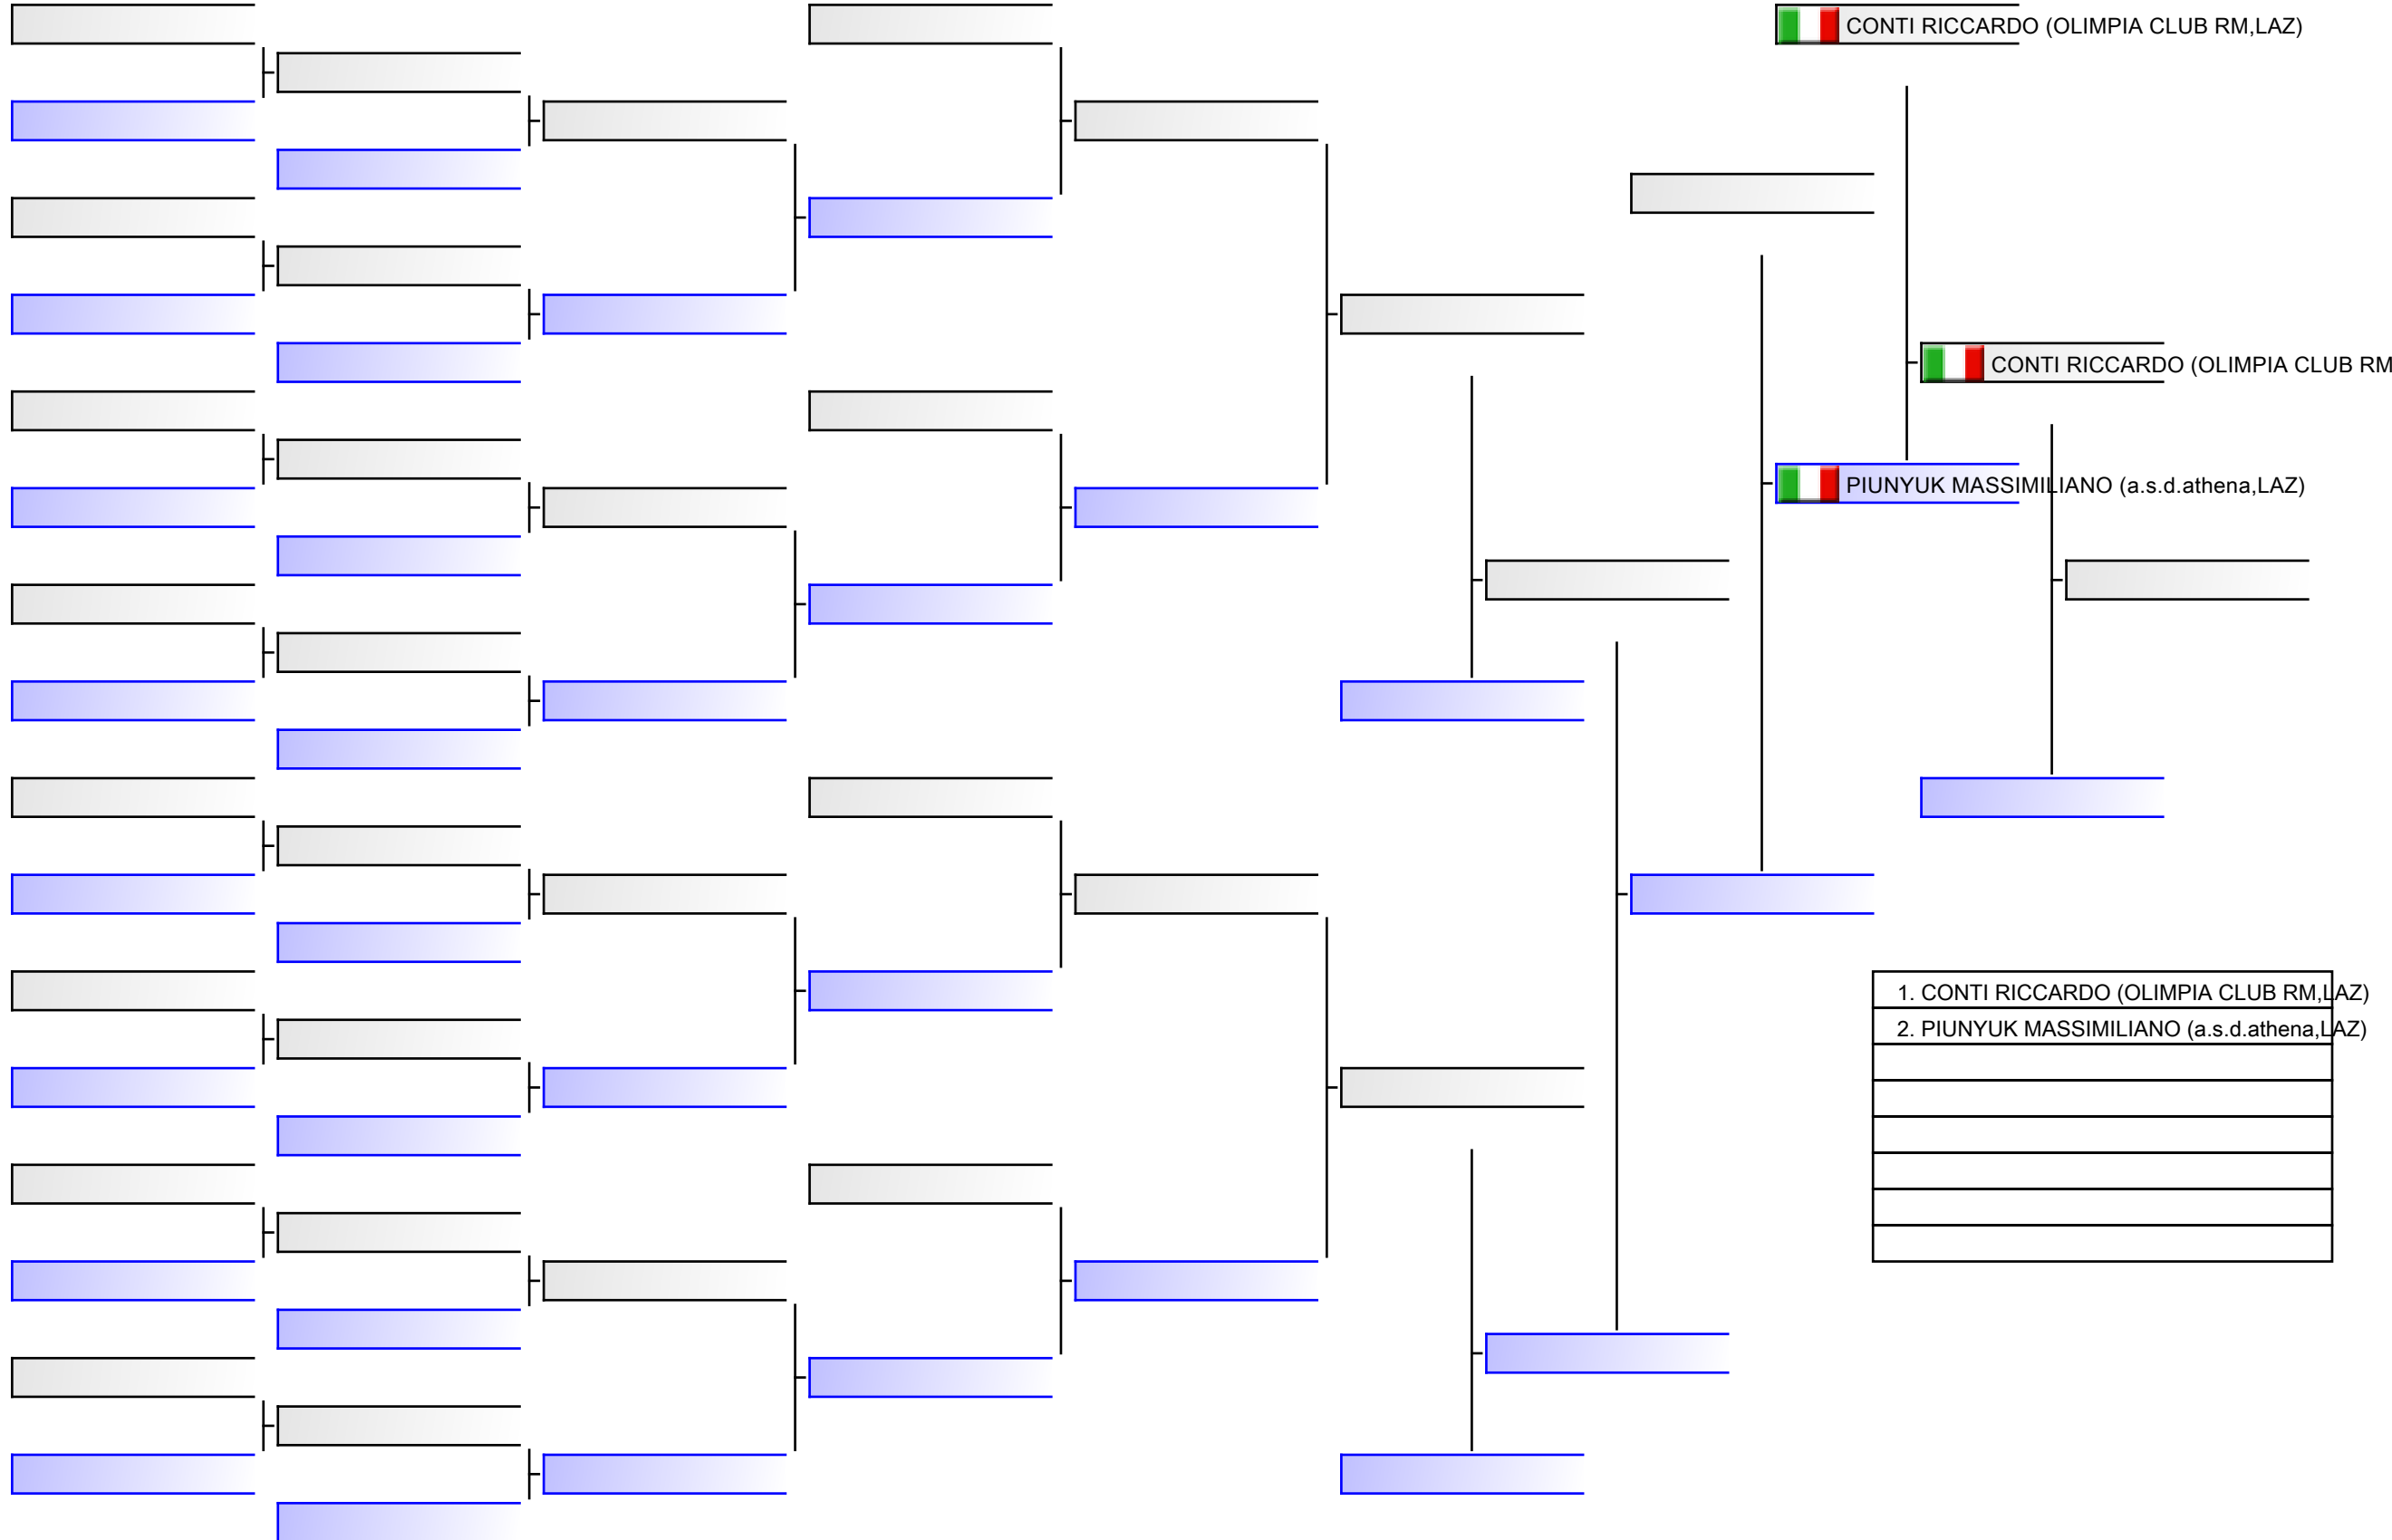 CONTI RICCARDO (OLIMPIA CLUB RM,LAZ)
CONTI RICCARDO (OLIMPIA CLUB RM
PIUNYUK MASSIMILIANO (a.s.d.athena,LAZ)
1. CONTI RICCARDO (OLIMPIA CLUB RM,LAZ)
2. PIUNYUK MASSIMILIANO (a.s.d.athena,LAZ)